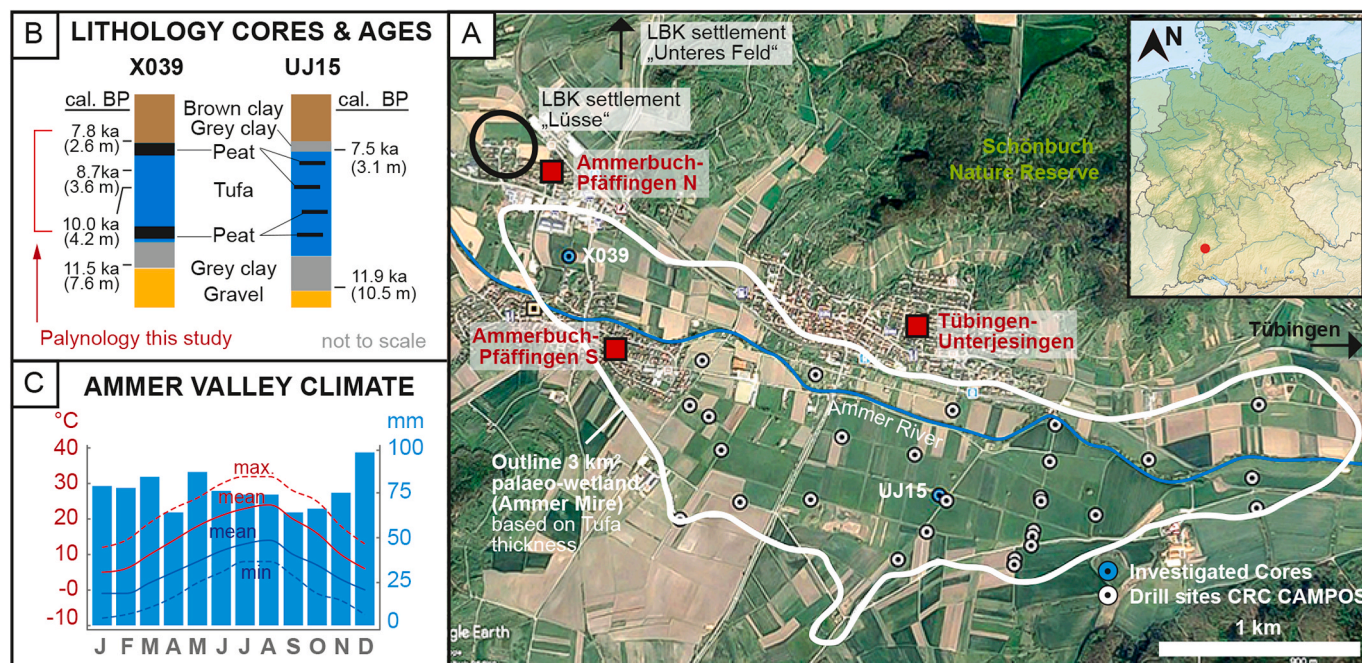 B
LITHOLOGY CORES & AGES
X039
UJ15
cal. BP
cal. BP
Brown clay
Grey clay
Peat
Tufa
Peat
Grey clay
Gravel
7.8 ka
(2.6 m)
8.7ka
(3.6 m)
10.0 ka
(4.2 m)
11.5 ka
(7.6 m)
7.5 ka
(3.1 m)
11.9 ka
(10.5 m)
Palynology this study
not to scale
C
AMMER VALLEY CLIMATE
°C
mm
40
30
20
10
-0
-10
100
75
50
25
0
max.
mean
mean
min
J F M A M J J A S O N D
A
LBK settlement
„Unteres Feld“
LBK settlement
„Lüsse“
Ammerbuch-
Pfäffingen N
Schönbuch
Nature Reserve
N
X039
Ammerbuch-
Pfäffingen S
Tübingen-
Unterjesingen
Tübingen
Ammer River
Outline 3 km²
palaeo-wetland
(Ammer Mire)
based on Tufa
thickness
UJ15
Investigated Cores
Drill sites CRC CAMPOS
1 km
gle Earth
900 m